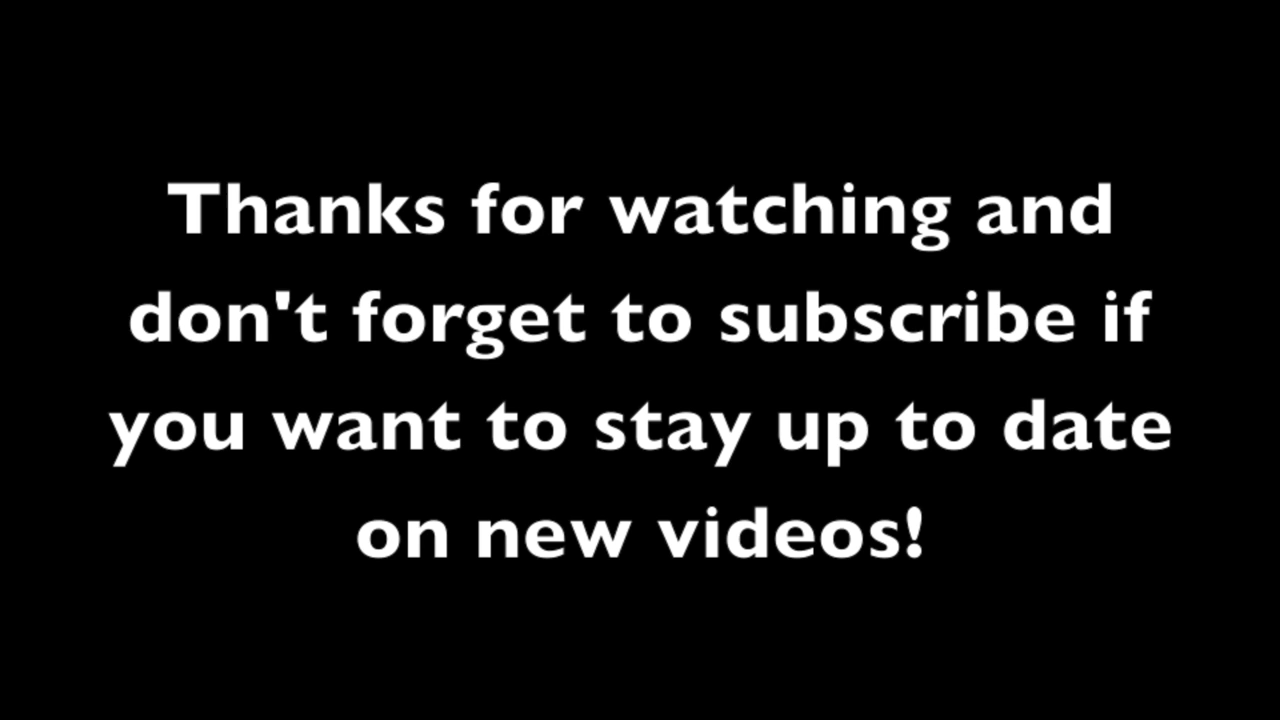 Thanks for watching and
don't forget to subscribe if
you want to stay up to date
on new videos!